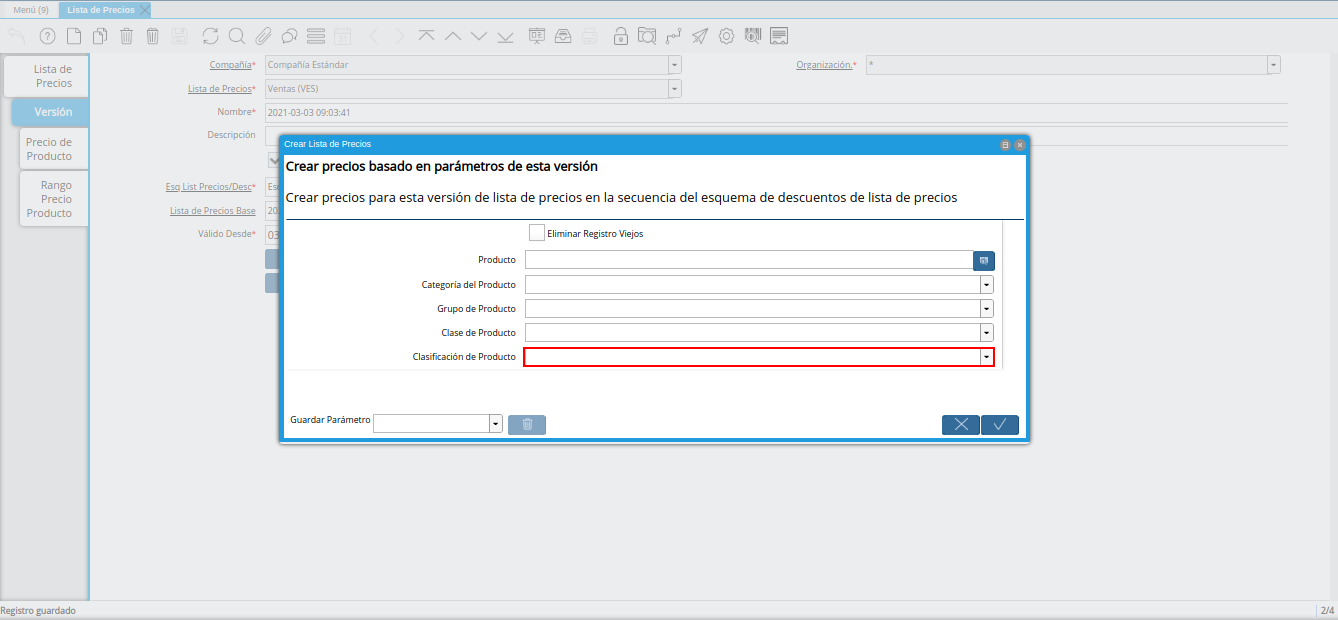 Menú (9)
Lista de Precios
Lista de
Precios
Versión
Precio de
Producto
Rango
Precio
Producto
Compañía*
Compañía Estándar
Organización.*
*
Lista de Precios*
Ventas (VES)
Nombre*
2021-03-03 09:03:41
Descripción
Esq List Precios/Desc*
Lista de Precios Base
20
Válido Desde*
03
Crear Lista de Precios
Crear precios basado en parámetros de esta versión
Crear precios para esta versión de lista de precios en la secuencia del esquema de descuentos de lista de precios
Eliminar Registro Viejos
Producto
Categoría del Producto
Grupo de Producto
Clase de Producto
Clasificación de Producto
Guardar Parámetro
Registro guardado
2/4